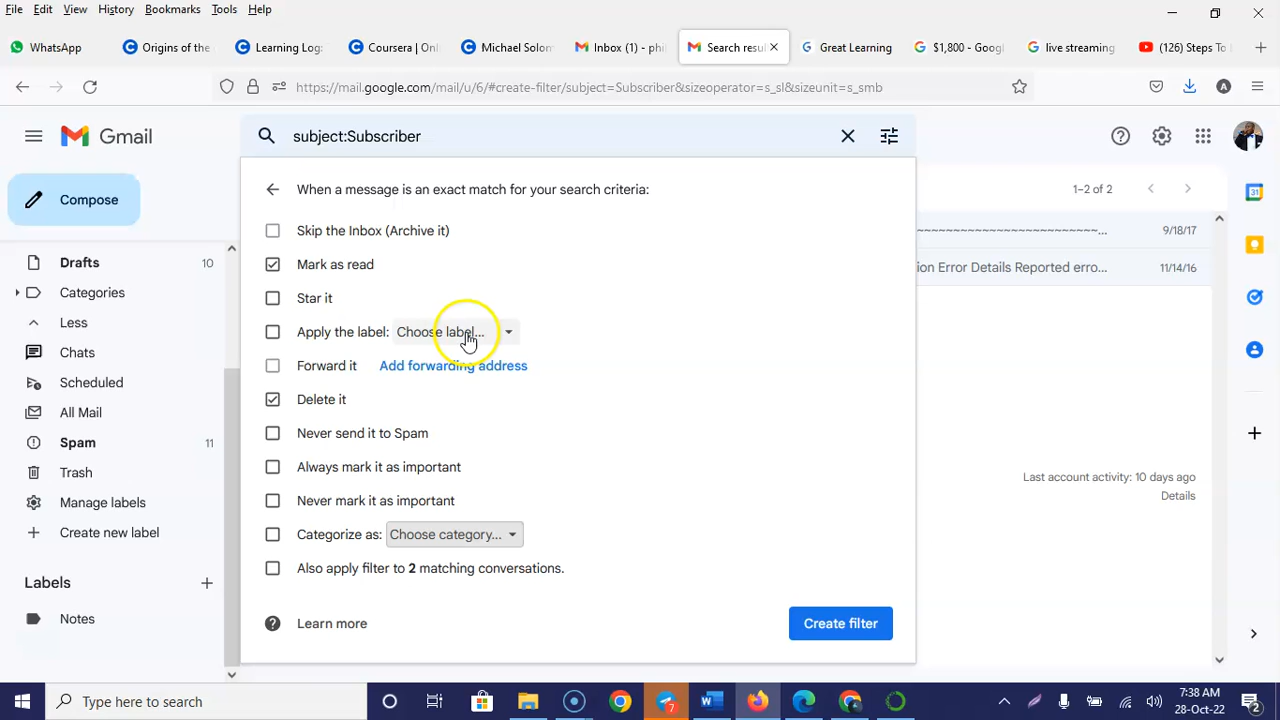 File Edit View History Bookmarks Tools Help
WhatsApp
Origins of the
Learning Log
Coursera | Onl
Michael Solom
Inbox (1) - phi
Search resul
Great Learning
$1,800 - Googl
live streaming
(126) Steps To
https://mail.google.com/mail/u/6/#create-filter/subject=Subscriber&sizeoperator=s_sl&sizeunit=s_smb
A
Gmail
subject:Subscriber
Compose
When a message is an exact match for your search criteria:
1–2 of 2
31
Skip the Inbox (Archive it)
~~~~~~~~~~~~~~~~~~~~~~~~~~... 9/18/17
Drafts 10
Mark as read
ion Error Details Reported erro... 11/14/16
Categories
Star it
Less
Apply the label: Choose label...
Chats
Forward it Add forwarding address
Scheduled
Delete it
All Mail
Never send it to Spam
Spam 11
Always mark it as important
Trash
Last account activity: 10 days ago
Details
Never mark it as important
Manage labels
Categorize as: Choose category...
Create new label
Also apply filter to 2 matching conversations.
Labels
Notes
Learn more
Create filter
Type here to search
7
7:38 AM
28-Oct-22
2